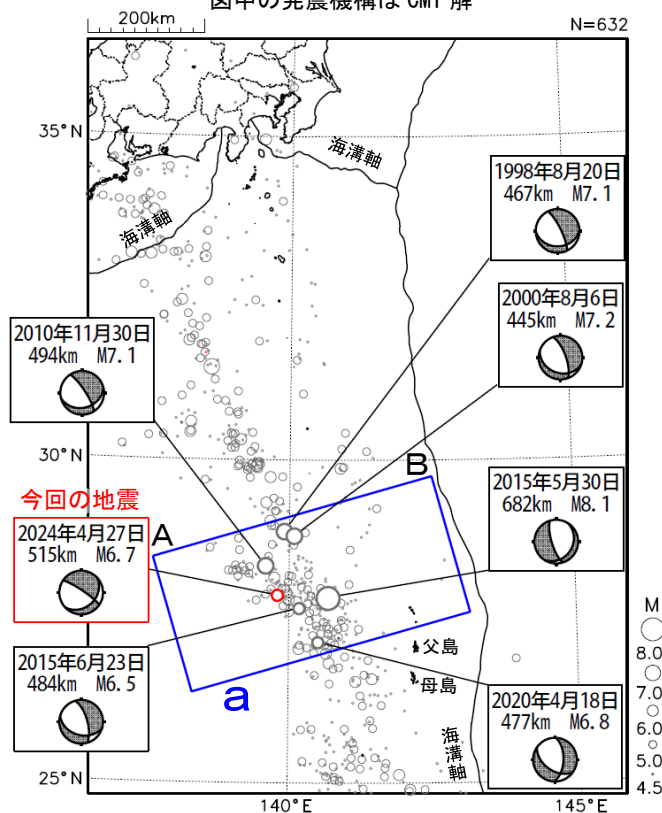 図中の発震機構は CMT 解
200km
N=632
35°N
海溝軸
海溝軸
1998年8月20日
467km M7.1
2000年8月6日
445km M7.2
2010年11月30日
494km M7.1
30°N
B
今回の地震
2024年4月27日
515km M6.7
A
2015年5月30日
682km M8.1
M
8.0
7.0
6.0
5.0
4.5
父島
母島
2015年6月23日
484km M6.5
a
2020年4月18日
477km M6.8
海溝軸
25°N
140°E
145°E